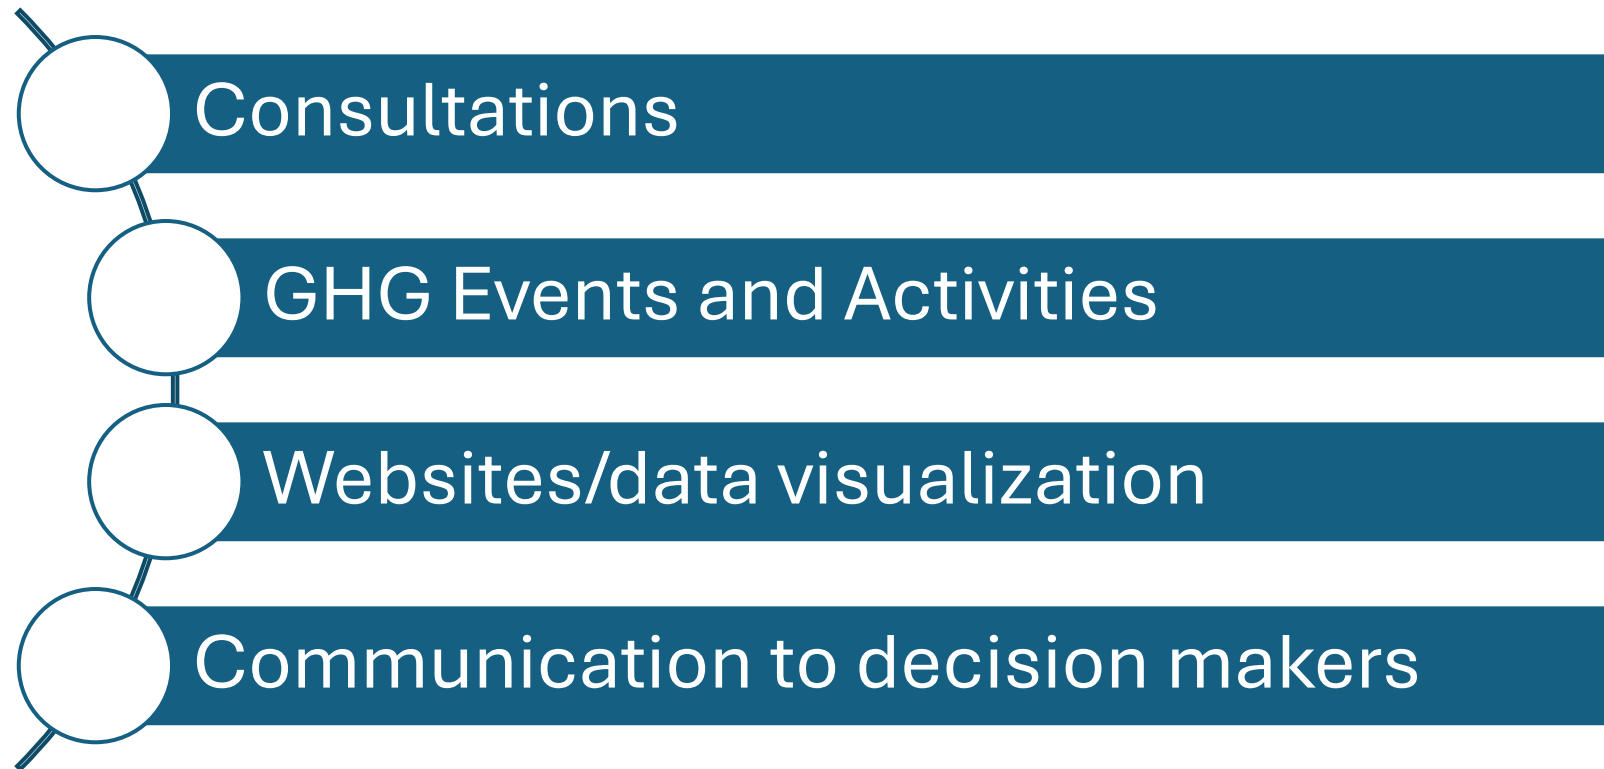 Consultations
GHG Events and Activities
Websites/data visualization
Communication to decision makers